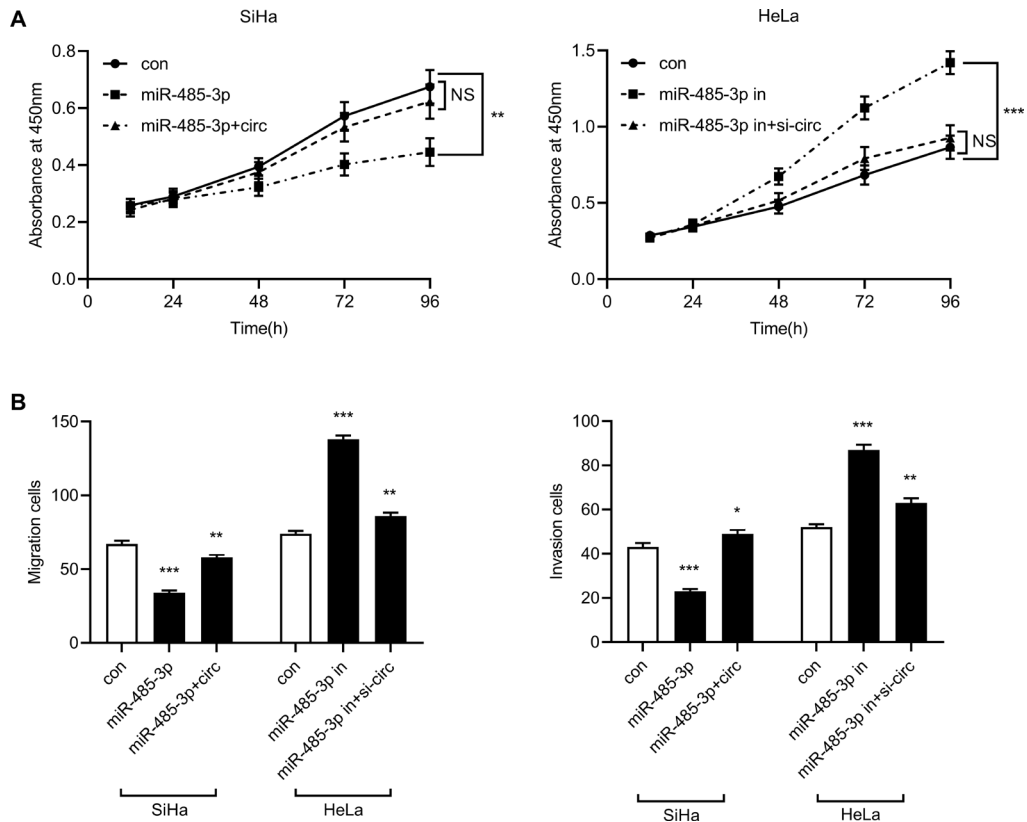 A
SiHa
HeLa
Absorbance at 450nm
0.8
0.6
0.4
0.2
0.0
con
miR-485-3p
miR-485-3p+circ
NS
**
0
24
48
72
96
Time(h)
Absorbance at 450nm
1.5
1.0
0.5
0.0
con
miR-485-3p in
miR-485-3p in+si-circ
NS
***
0
24
48
72
96
Time(h)
B
Migration cells
150
100
50
0
***
**
***
**
con
miR-485-3p
miR-485-3p+circ
con
miR-485-3p in
miR-485-3p in+si-circ
SiHa
HeLa
Invasion cells
100
80
60
40
20
0
***
*
***
**
con
miR-485-3p
miR-485-3p+circ
con
miR-485-3p in
miR-485-3p in+si-circ
SiHa
HeLa